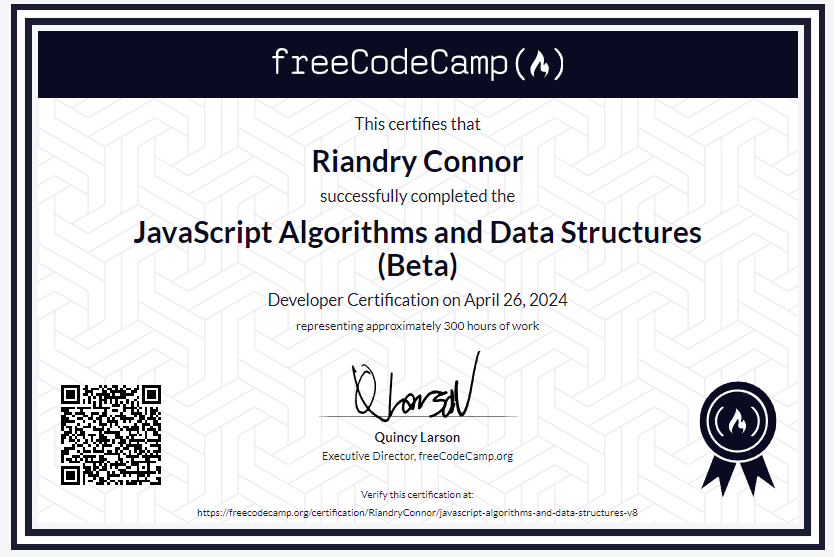 freeCodeCamp
This certifies that
Riandry Connor
successfully completed the
JavaScript Algorithms and Data Structures
(Beta)
Developer Certification on April 26, 2024
representing approximately 300 hours of work
Quincy Larson
Executive Director, freeCodeCamp.org
Verify this certification at:
https://freecodecamp.org/certification/RiandryConnor/javascript-algorithms-and-data-structures-v8